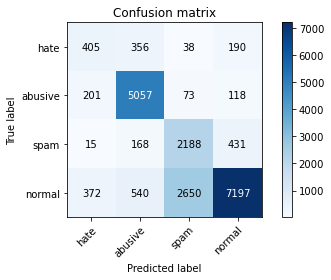 Confusion matrix
hate 405 356 38 190
abusive 201 5057 73 118
spam 15 168 2188 431
normal 372 540 2650 7197
hate abusive spam normal
True label
Predicted label
7000
6000
5000
4000
3000
2000
1000